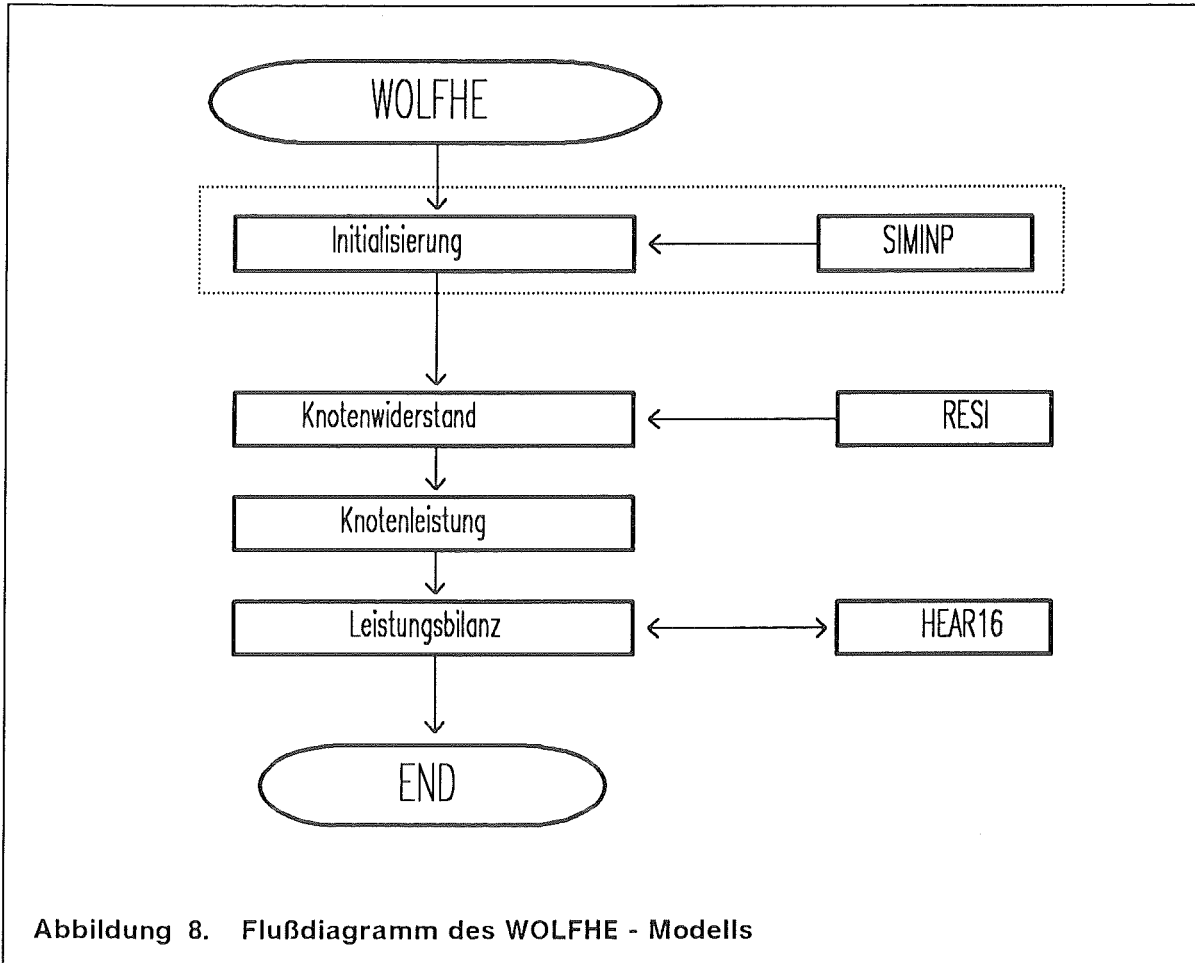 WOLFHE
Initialisierung
SIMINP
Knotenwiderstand
RESI
Knotenleistung
Leistungsbilanz
HEAR16
END
Abbildung 8. Flußdiagramm des WOLFHE - Modells